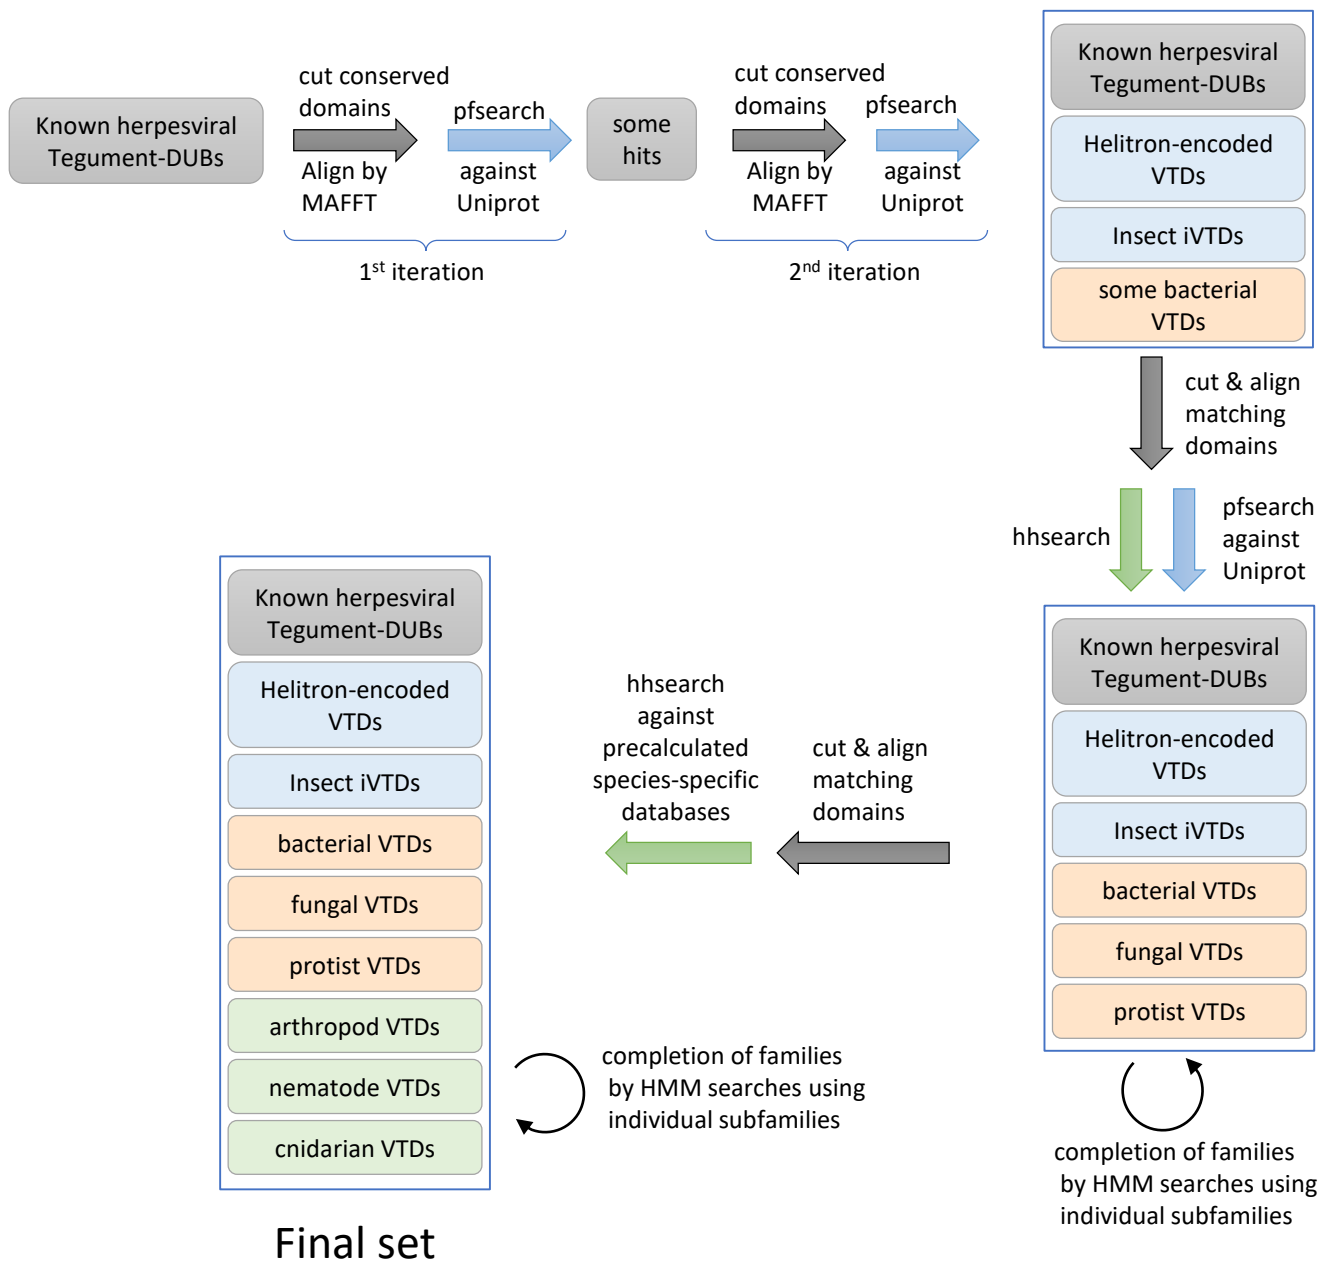 Known herpesviral
Tegument-DUBs
cut conserved
domains
Align by
MAFFT
pfsearch
against
Uniprot
1st iteration
some
hits
cut conserved
domains
Align by
MAFFT
pfsearch
against
Uniprot
2nd iteration
Known herpesviral
Tegument-DUBs
Helitron-encoded
VTDs
Insect iVTDs
some bacterial
VTDs
cut & align
matching
domains
hhsearch
pfsearch
against
Uniprot
Known herpesviral
Tegument-DUBs
Helitron-encoded
VTDs
Insect iVTDs
bacterial VTDs
fungal VTDs
protist VTDs
completion of families
by HMM searches using
individual subfamilies
cut & align
matching
domains
hhsearch
against
precalculated
species-specific
databases
Known herpesviral
Tegument-DUBs
Helitron-encoded
VTDs
Insect iVTDs
bacterial VTDs
fungal VTDs
protist VTDs
arthropod VTDs
nematode VTDs
cnidarian VTDs
completion of families
by HMM searches using
individual subfamilies
Final set